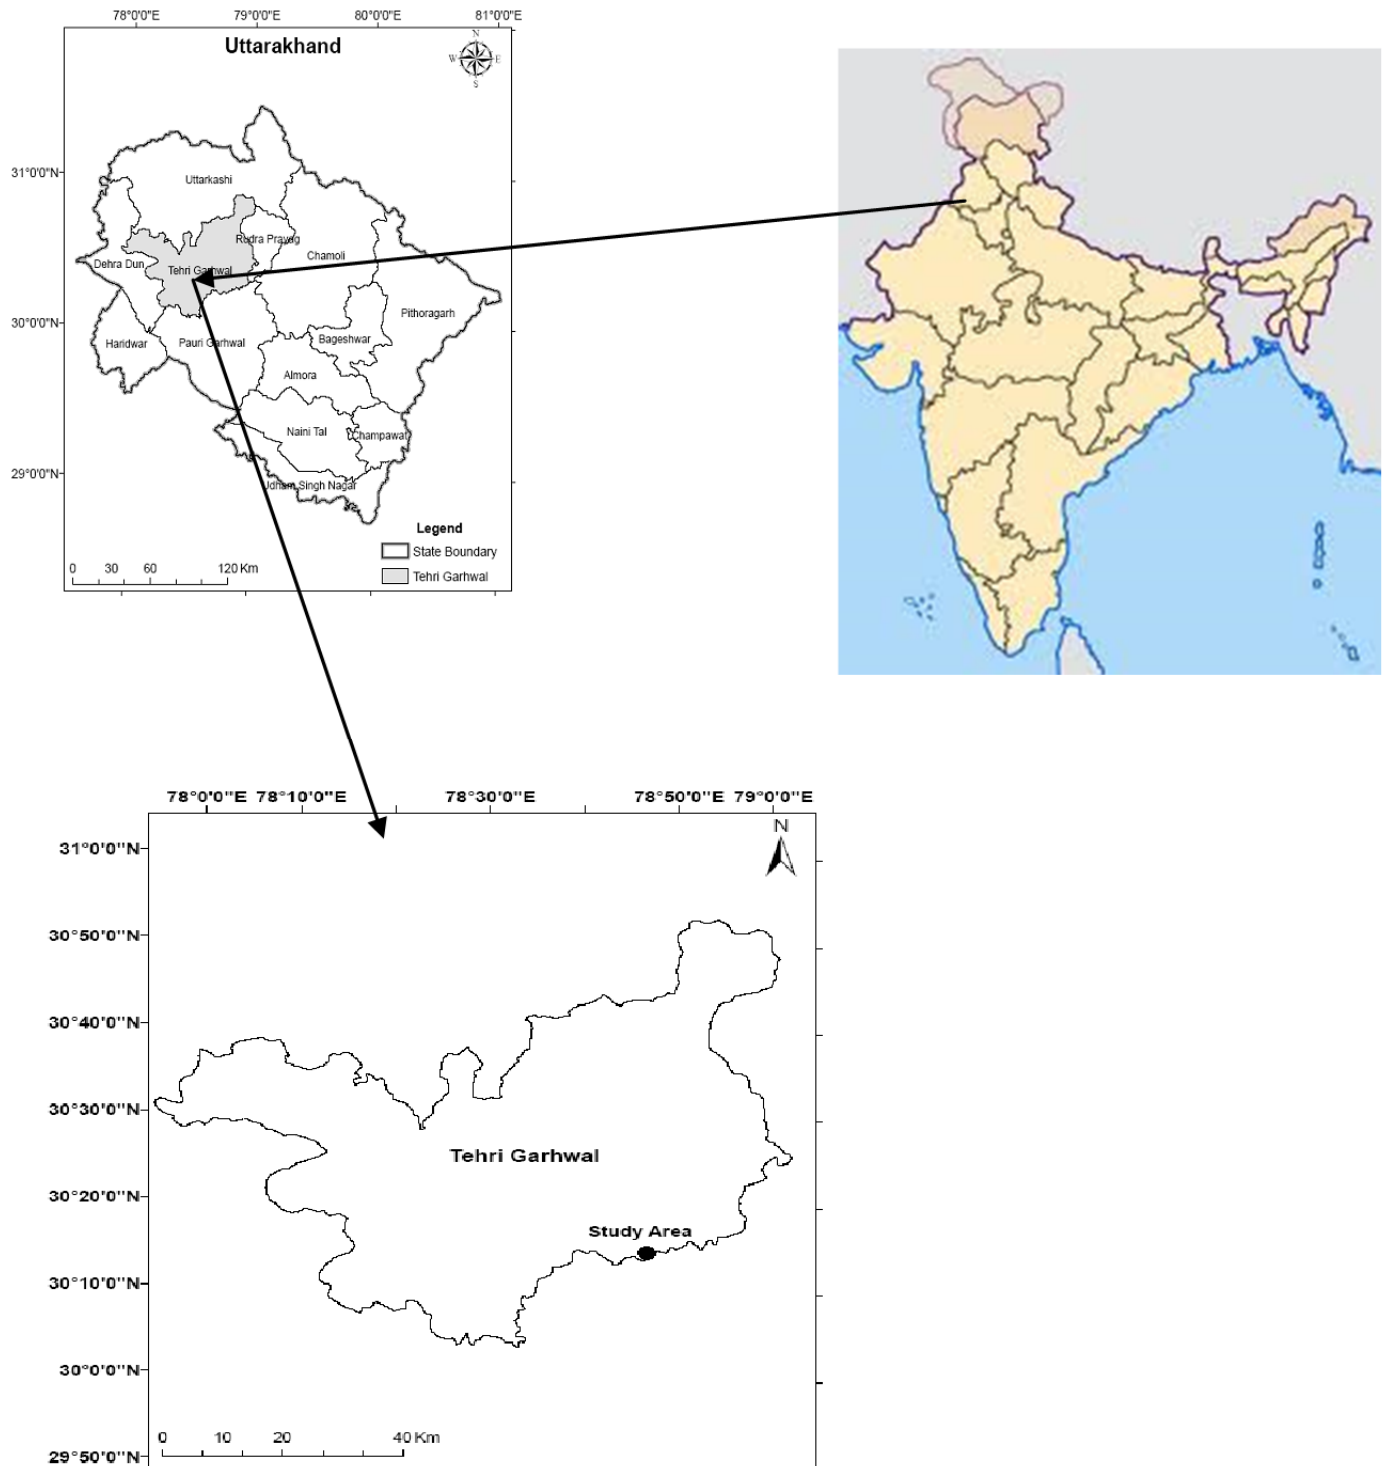 78°0'0"E 79°0'0"E 80°0'0"E 81°0'0"E
Uttarakhand
N
W E
S
31°0'0"N
Uttarkashi
Rudra Prayag
Chamoli
Dehra Dun
Tehri Garhwal
Pithoragarh
30°0'0"N
Haridwar
Pauri Garhwal
Bageshwar
Almora
Naini Tal
Champawat
29°0'0"N
Udham Singh Nagar
Legend
State Boundary
Tehri Garhwal
0 30 60 120 Km
78°0'0"E 78°10'0"E 78°30'0"E 78°50'0"E 79°0'0"E
N
31°0'0"N
30°50'0"N
30°40'0"N
30°30'0"N
Tehri Garhwal
30°20'0"N
Study Area
30°10'0"N
30°0'0"N
0 10 20 40 Km
29°50'0"N